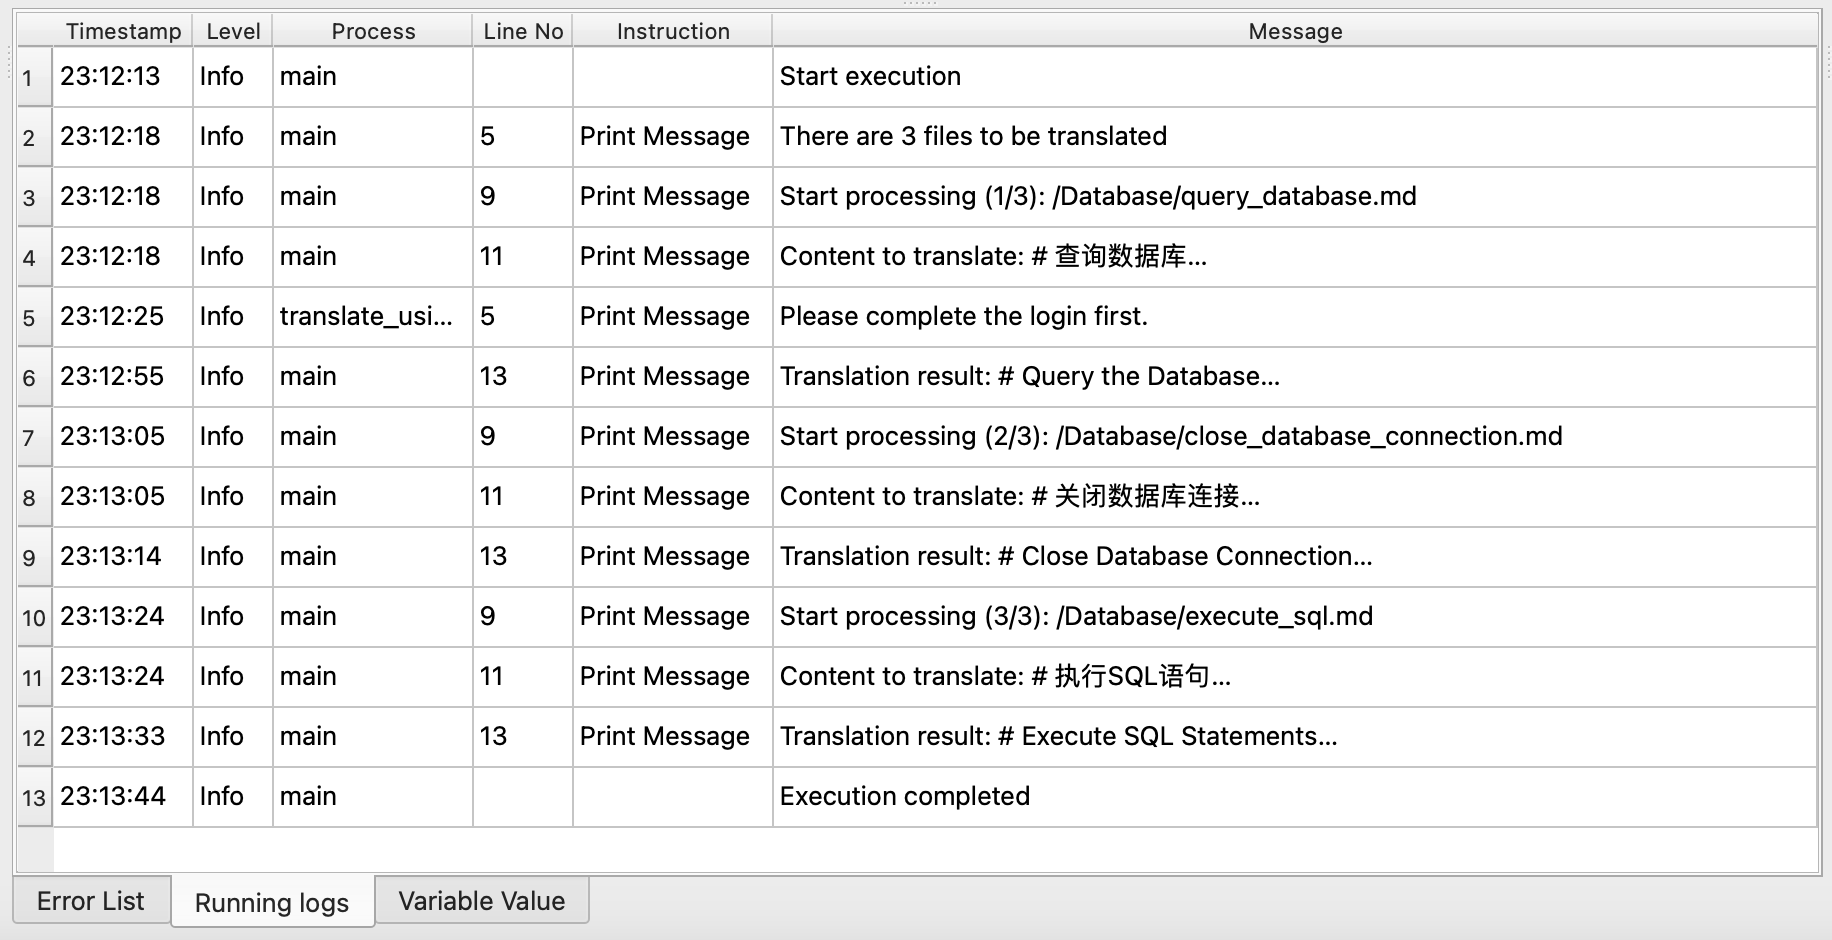 Timestamp Level Process Line No Instruction Message
1 23:12:13 Info main Start execution
2 23:12:18 Info main 5 Print Message There are 3 files to be translated
3 23:12:18 Info main 9 Print Message Start processing (1/3): /Database/query_database.md
4 23:12:18 Info main 11 Print Message Content to translate: # 查询数据库...
5 23:12:25 Info translate_usi... 5 Print Message Please complete the login first.
6 23:12:55 Info main 13 Print Message Translation result: # Query the Database...
7 23:13:05 Info main 9 Print Message Start processing (2/3): /Database/close_database_connection.md
8 23:13:05 Info main 11 Print Message Content to translate: # 关闭数据库连接...
9 23:13:14 Info main 13 Print Message Translation result: # Close Database Connection...
10 23:13:24 Info main 9 Print Message Start processing (3/3): /Database/execute_sql.md
11 23:13:24 Info main 11 Print Message Content to translate: # 执行SQL语句...
12 23:13:33 Info main 13 Print Message Translation result: # Execute SQL Statements...
13 23:13:44 Info main Execution completed
Error List Running logs Variable Value